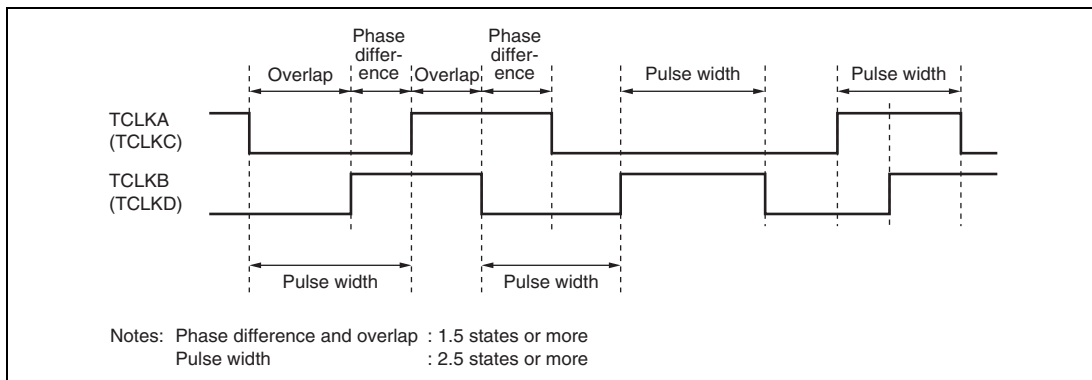 Phase
differ-
ence
Phase
differ-
ence
Overlap
Overlap
Pulse width
Pulse width
TCLKA
(TCLKC)
TCLKB
(TCLKD)
Pulse width
Pulse width
Notes: Phase difference and overlap : 1.5 states or more
Pulse width : 2.5 states or more